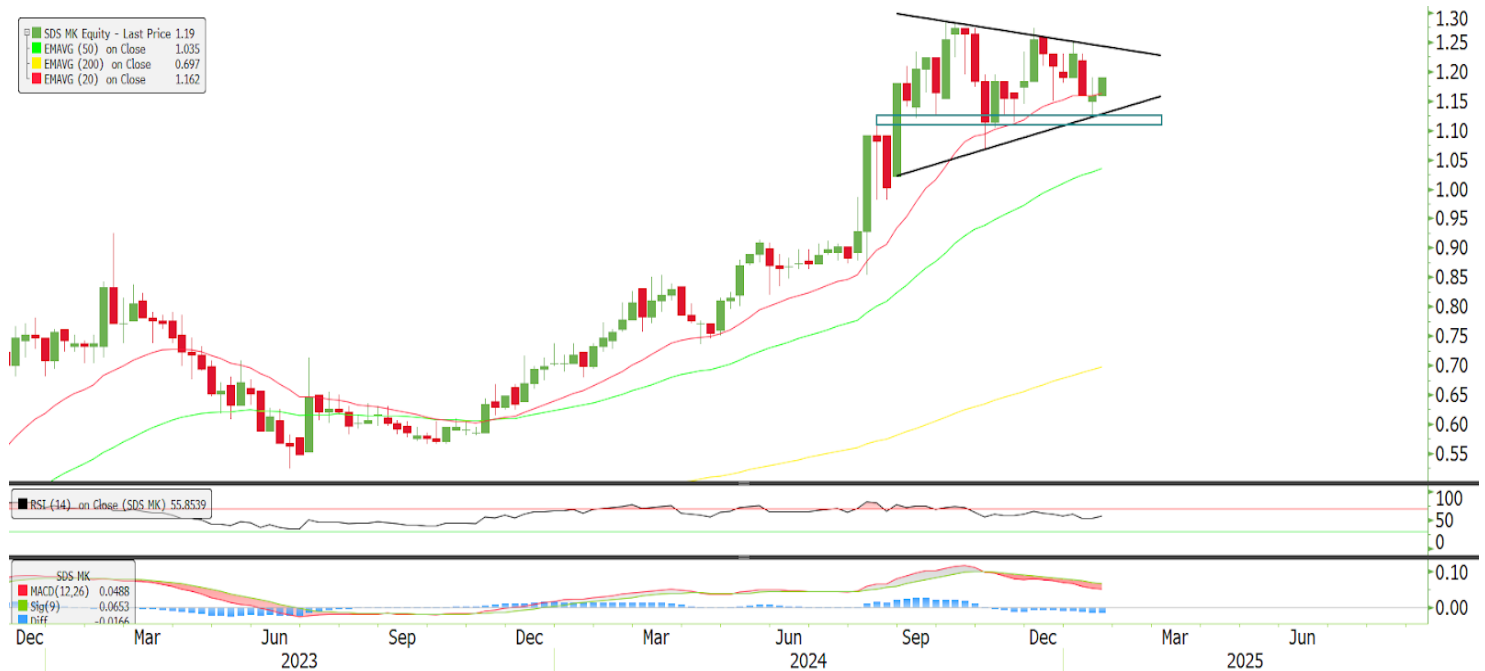 SDS MK Equity - Last Price 1.19
EMAVG (50) on Close 1.035
EMAVG (200) on Close 0.697
EMAVG (20) on Close 1.162
1.30
1.25
1.20
1.15
1.10
1.05
1.00
0.95
0.90
0.85
0.80
0.75
0.70
0.65
0.60
0.55
RSI (14) on Close (SDS MK) 55.8539
100
50
0
SDS MK
MACD(12,26) 0.0488
Sig(9) 0.0653
Diff -0.0166
0.10
0.00
Dec Mar Jun Sep Dec Mar Jun Sep Dec Mar Jun
2023 2024 2025